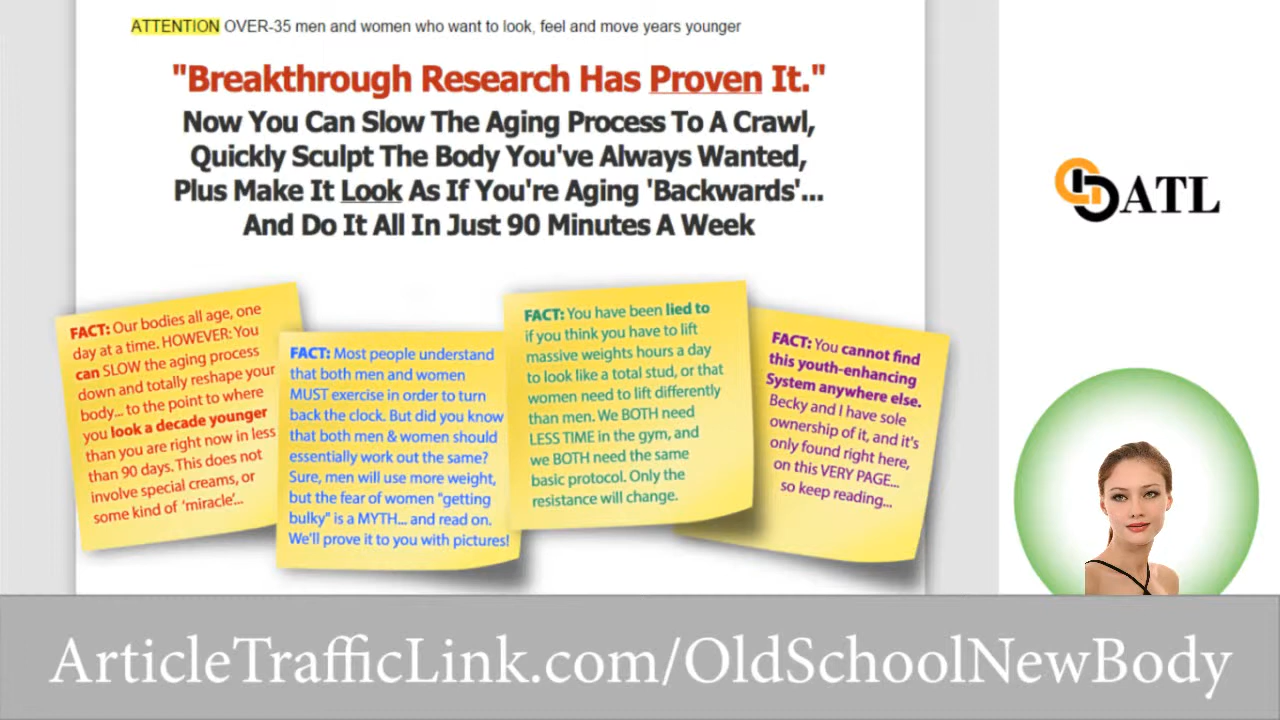 ATTENTION OVER-35 men and women who want to look, feel and move years younger
"Breakthrough Research Has Proven It."
Now You Can Slow The Aging Process To A Crawl,
Quickly Sculpt The Body You've Always Wanted,
Plus Make It Look As If You're Aging 'Backwards'...
And Do It All In Just 90 Minutes A Week
FACT: Our bodies all age, one
day at a time. HOWEVER: You
can SLOW the aging process
down and totally reshape your
body... to the point to where
you look a decade younger
than you are right now in less
than 90 days. This does not
involve special creams, or
some kind of 'miracle'...
FACT: Most people understand
that both men and women
MUST exercise in order to turn
back the clock. But did you know
that both men & women should
essentially work out the same?
Sure, men will use more weight,
but the fear of women "getting
bulky" is a MYTH... and read on.
We'll prove it to you with pictures!
FACT: You have been lied to
if you think you have to lift
massive weights hours a day
to look like a total stud, or that
women need to lift differently
than men. We BOTH need
LESS TIME in the gym, and
we BOTH need the same
basic protocol. Only the
resistance will change.
FACT: You cannot find
this youth-enhancing
System anywhere else.
Becky and I have sole
ownership of it, and it's
only found right here,
on this VERY PAGE...
so keep reading...
ATL
ArticleTrafficLink.com/OldSchoolNewBody